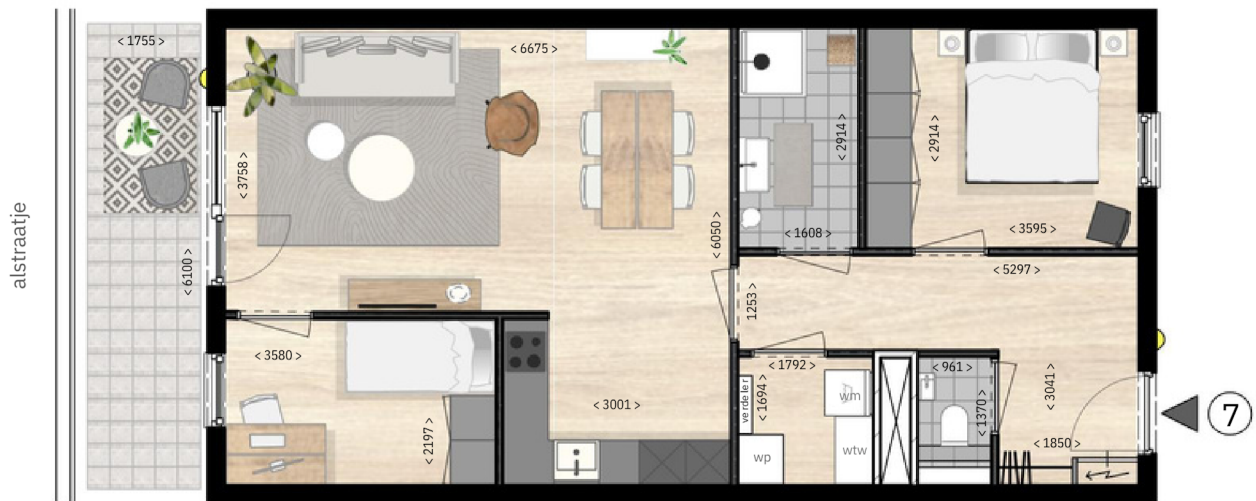 < 1755 >
< 6675 >
< 3758 >
< 2914 >
< 2914 >
alstraatje
< 6100 >
< 6050 >
< 1608 >
< 3595 >
< 5297 >
1253 >
< 3580 >
< 1792 >
< 961 >
verdeler
< 1694 >
wm
< 1370 >
< 3041 >
< 3001 >
7
< 2197 >
wp
wtw
< 1850 >